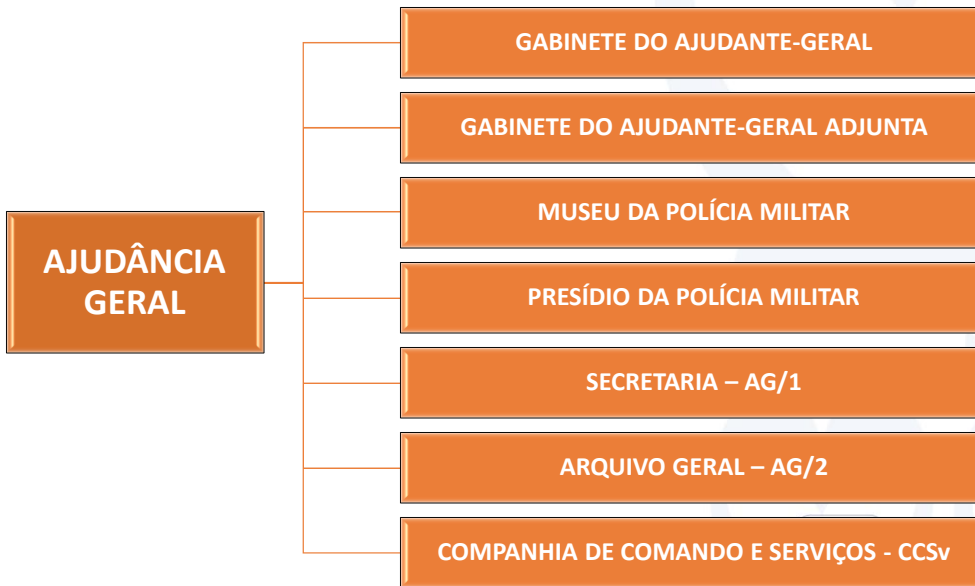 GABINETE DO AJUDANTE-GERAL
GABINETE DO AJUDANTE-GERAL ADJUNTA
MUSEU DA POLÍCIA MILITAR
AJUDÂNCIA
GERAL
PRESÍDIO DA POLÍCIA MILITAR
SECRETARIA – AG/1
ARQUIVO GERAL – AG/2
COMPANHIA DE COMANDO E SERVIÇOS - CCSv